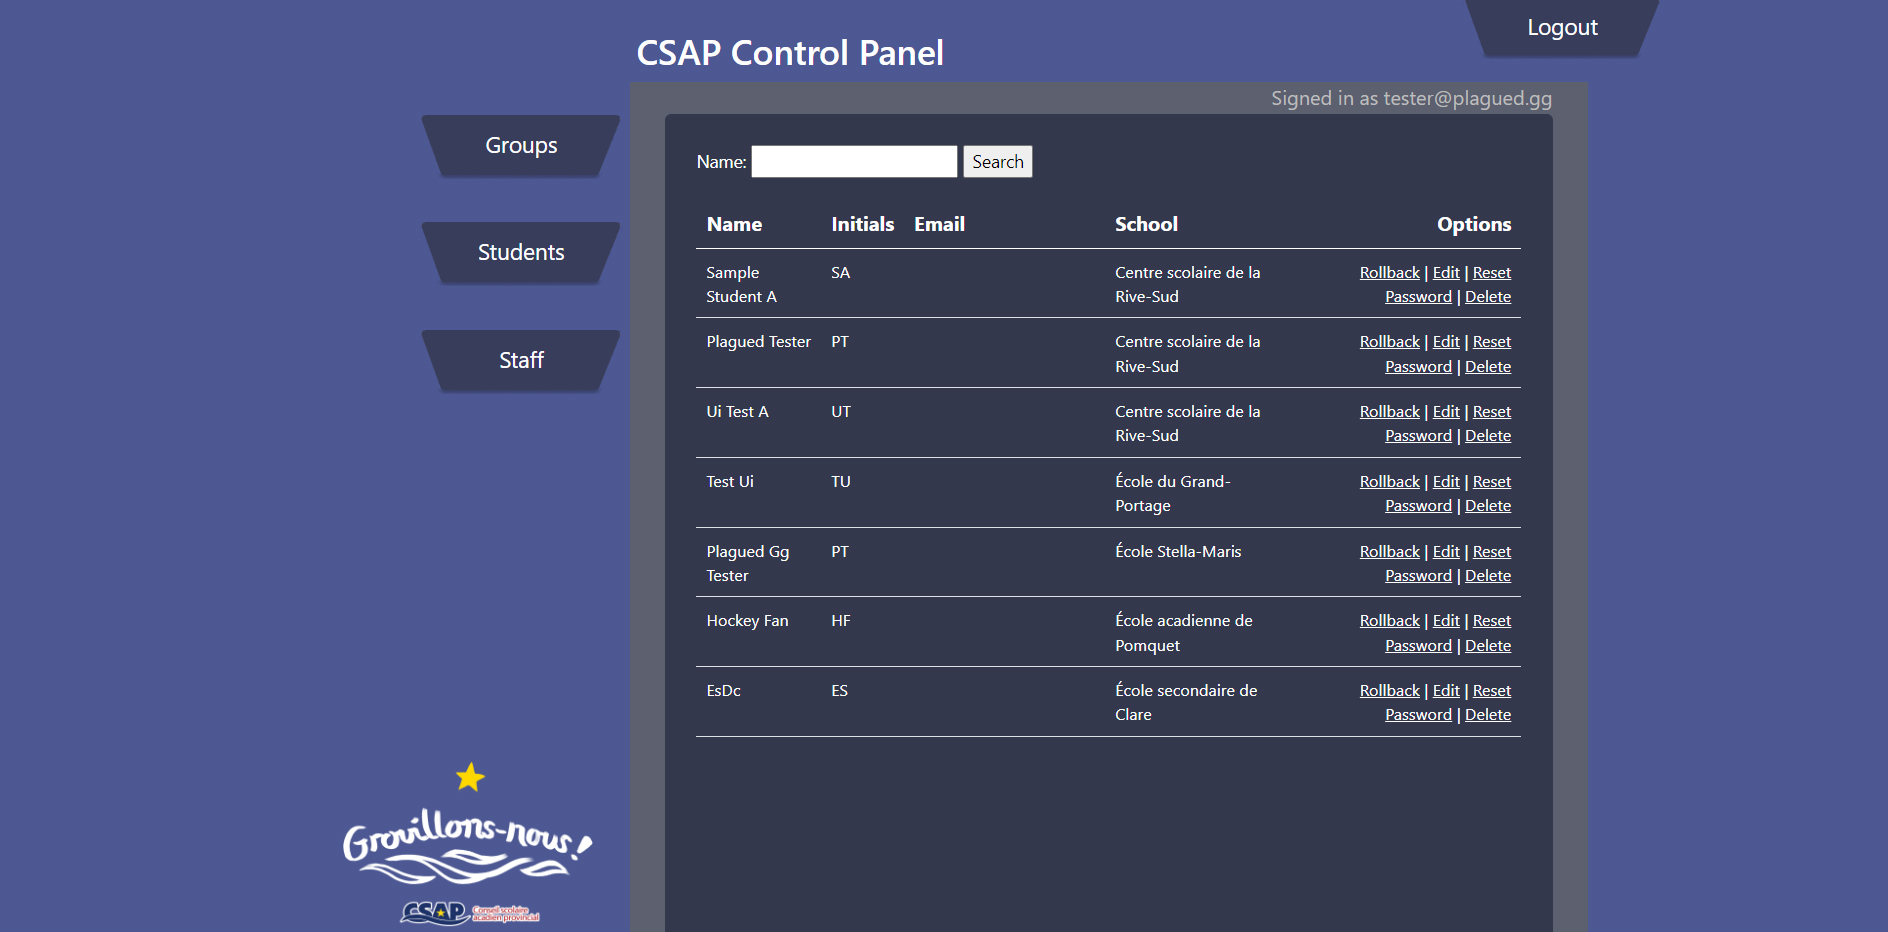 Logout
CSAP Control Panel
Signed in as tester@plagued.gg
Groups
Students
Staff
Name: Search
Name Initials Email School Options
Sample SA Centre scolaire de la Rollback | Edit | Reset
Student A Rive-Sud Password | Delete
Plagued Tester PT Centre scolaire de la Rollback | Edit | Reset
Rive-Sud Password | Delete
Ui Test A UT Centre scolaire de la Rollback | Edit | Reset
Rive-Sud Password | Delete
Test Ui TU École du Grand- Rollback | Edit | Reset
Portage Password | Delete
Plagued Gg PT École Stella-Maris Rollback | Edit | Reset
Tester Password | Delete
Hockey Fan HF École acadienne de Rollback | Edit | Reset
Pomquet Password | Delete
EsDc ES École secondaire de Rollback | Edit | Reset
Clare Password | Delete
Grouillons-nous!
CSAP Conseil scolaire
acadien provincial